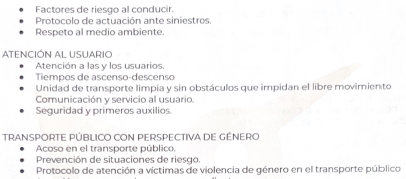 • Factores de riesgo al conducir.
• Protocolo de actuación ante siniestros.
• Respeto al medio ambiente.
ATENCIÓN AL USUARIO
• Atención a las y los usuarios.
• Tiempos de ascenso-descenso
• Unidad de transporte limpia y sin obstáculos que impidan el libre movimiento
Comunicación y servicio al usuario.
• Seguridad y primeros auxilios.
TRANSPORTE PÚBLICO CON PERSPECTIVA DE GÉNERO
• Acoso en el transporte público.
• Prevención de situaciones de riesgo.
• Protocolo de atención a víctimas de violencia de género en el transporte público